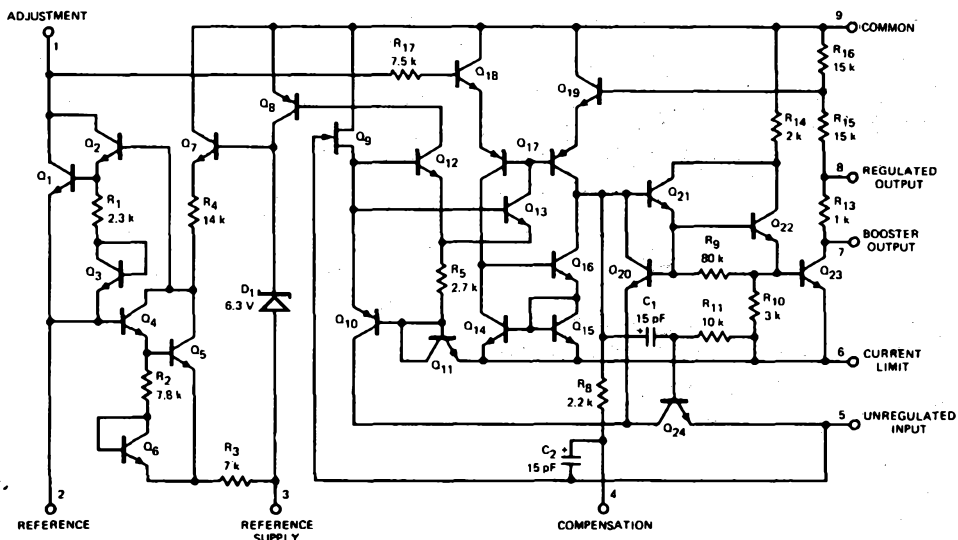 ADJUSTMENT
1
9
COMMON
R17
7.5 k
Q18
R16
15 k
Q8
Q19
Q2
Q7
Q9
Q12
Q17
R14
2 k
R15
15 k
Q1
8
REGULATED
OUTPUT
R1
2.3 k
R4
14 k
Q13
Q21
R13
1 k
Q22
Q3
R5
2.7 k
Q16
Q20
R9
80 k
BOOSTER
OUTPUT
7
Q23
D1
6.3 V
Q4
Q10
Q14
Q15
C1
15 pF
+
R11
10 k
R10
3 k
Q5
Q11
6
CURRENT
LIMIT
R2
7.8 k
R8
2.2 k
Q6
Q24
5
UNREGULATED
INPUT
R3
7 k
C2
+
15 pF
2
3
4
REFERENCE
REFERENCE
SUPPLY
COMPENSATION